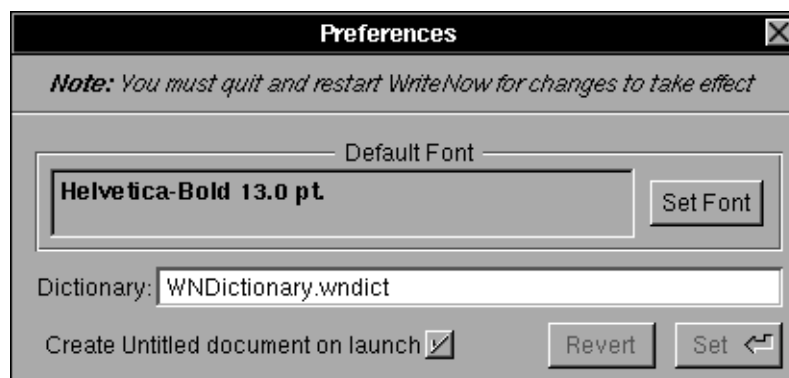 Preferences
Note: You must quit and restart WriteNow for changes to take effect
Default Font
Helvetica-Bold 13.0 pt.
Set Font
Dictionary: WNDictionary.wndict
Create Untitled document on launch Revert Set